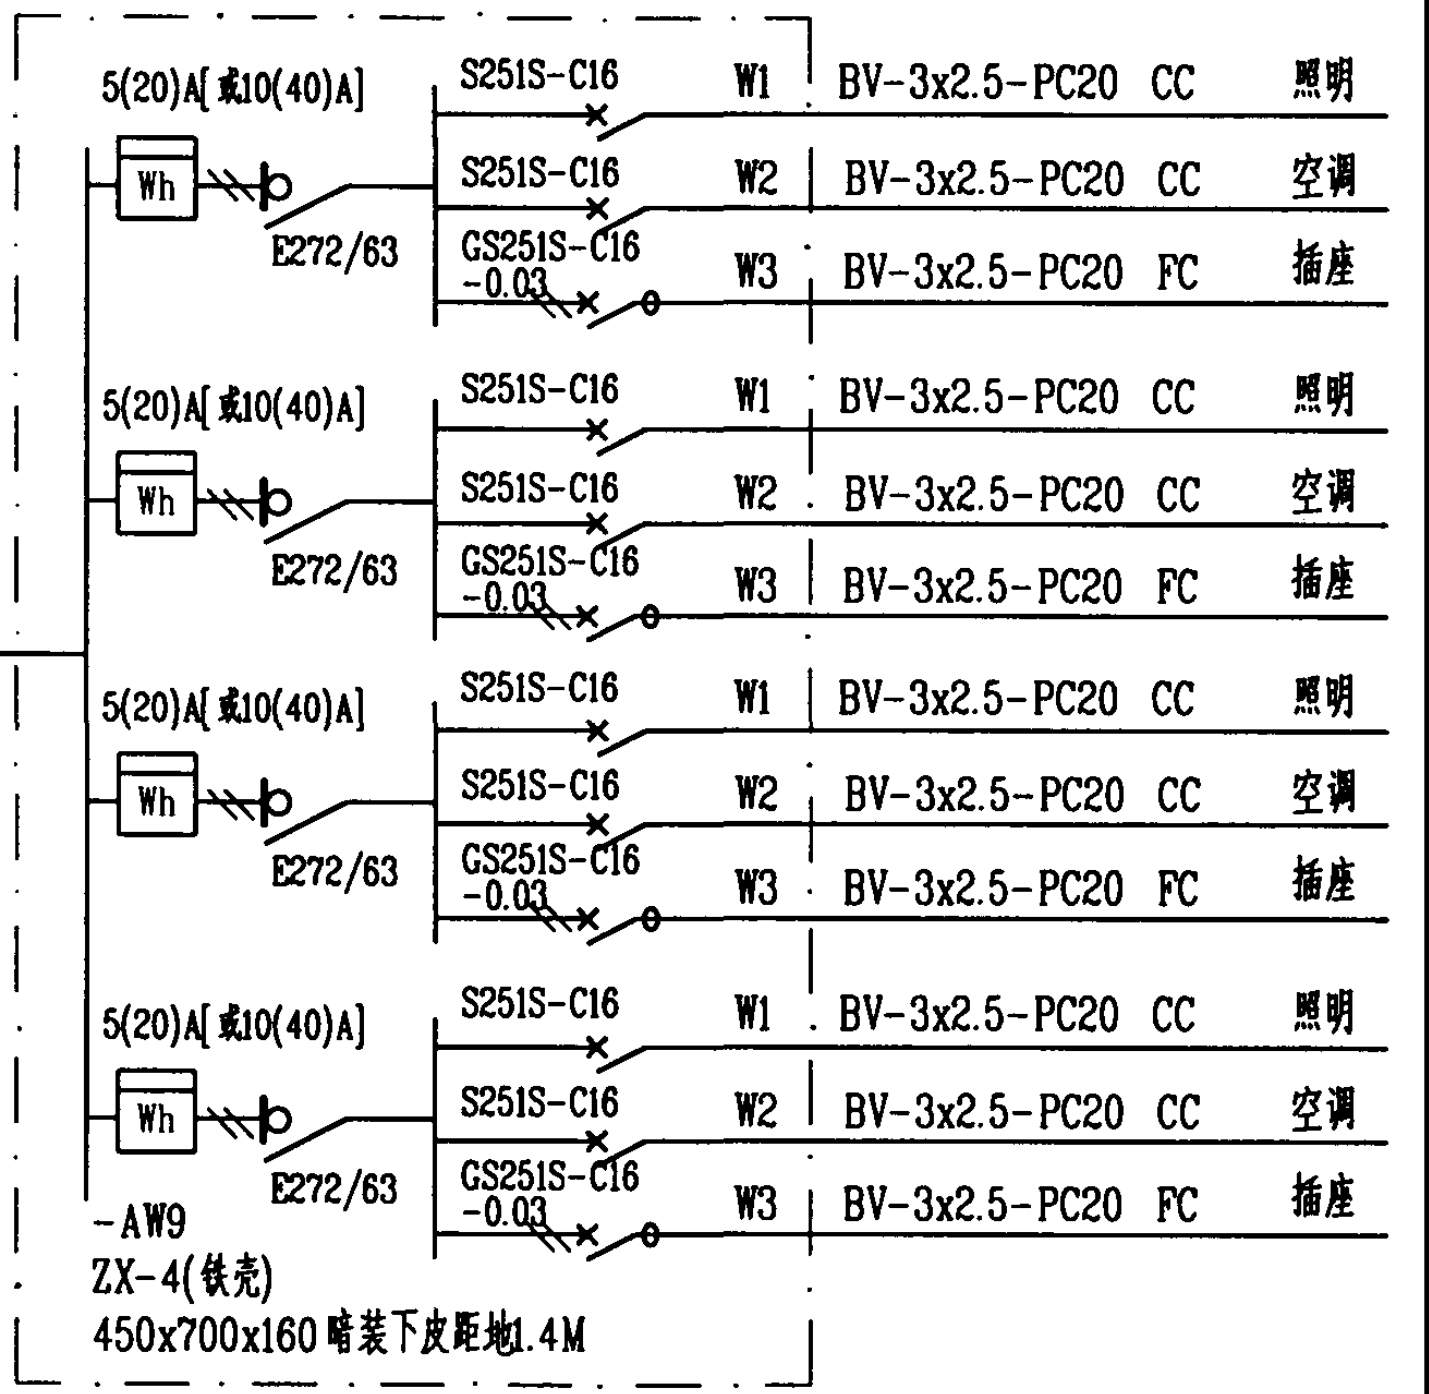 5(20)A[或10(40)A]
S251S-C16 W1 BV-3x2.5-PC20 CC 照明
Wh
S251S-C16 W2 BV-3x2.5-PC20 CC 空调
E272/63
GS251S-C16
-0.03 W3 BV-3x2.5-PC20 FC 插座
5(20)A[或10(40)A]
S251S-C16 W1 BV-3x2.5-PC20 CC 照明
Wh
S251S-C16 W2 BV-3x2.5-PC20 CC 空调
E272/63
GS251S-C16
-0.03 W3 BV-3x2.5-PC20 FC 插座
5(20)A[或10(40)A]
S251S-C16 W1 BV-3x2.5-PC20 CC 照明
Wh
S251S-C16 W2 BV-3x2.5-PC20 CC 空调
E272/63
GS251S-C16
-0.03 W3 BV-3x2.5-PC20 FC 插座
5(20)A[或10(40)A]
S251S-C16 W1 BV-3x2.5-PC20 CC 照明
Wh
S251S-C16 W2 BV-3x2.5-PC20 CC 空调
E272/63
GS251S-C16
-0.03 W3 BV-3x2.5-PC20 FC 插座
-AW9
ZX-4(铁壳)
450x700x160 暗装下皮距地1.4M